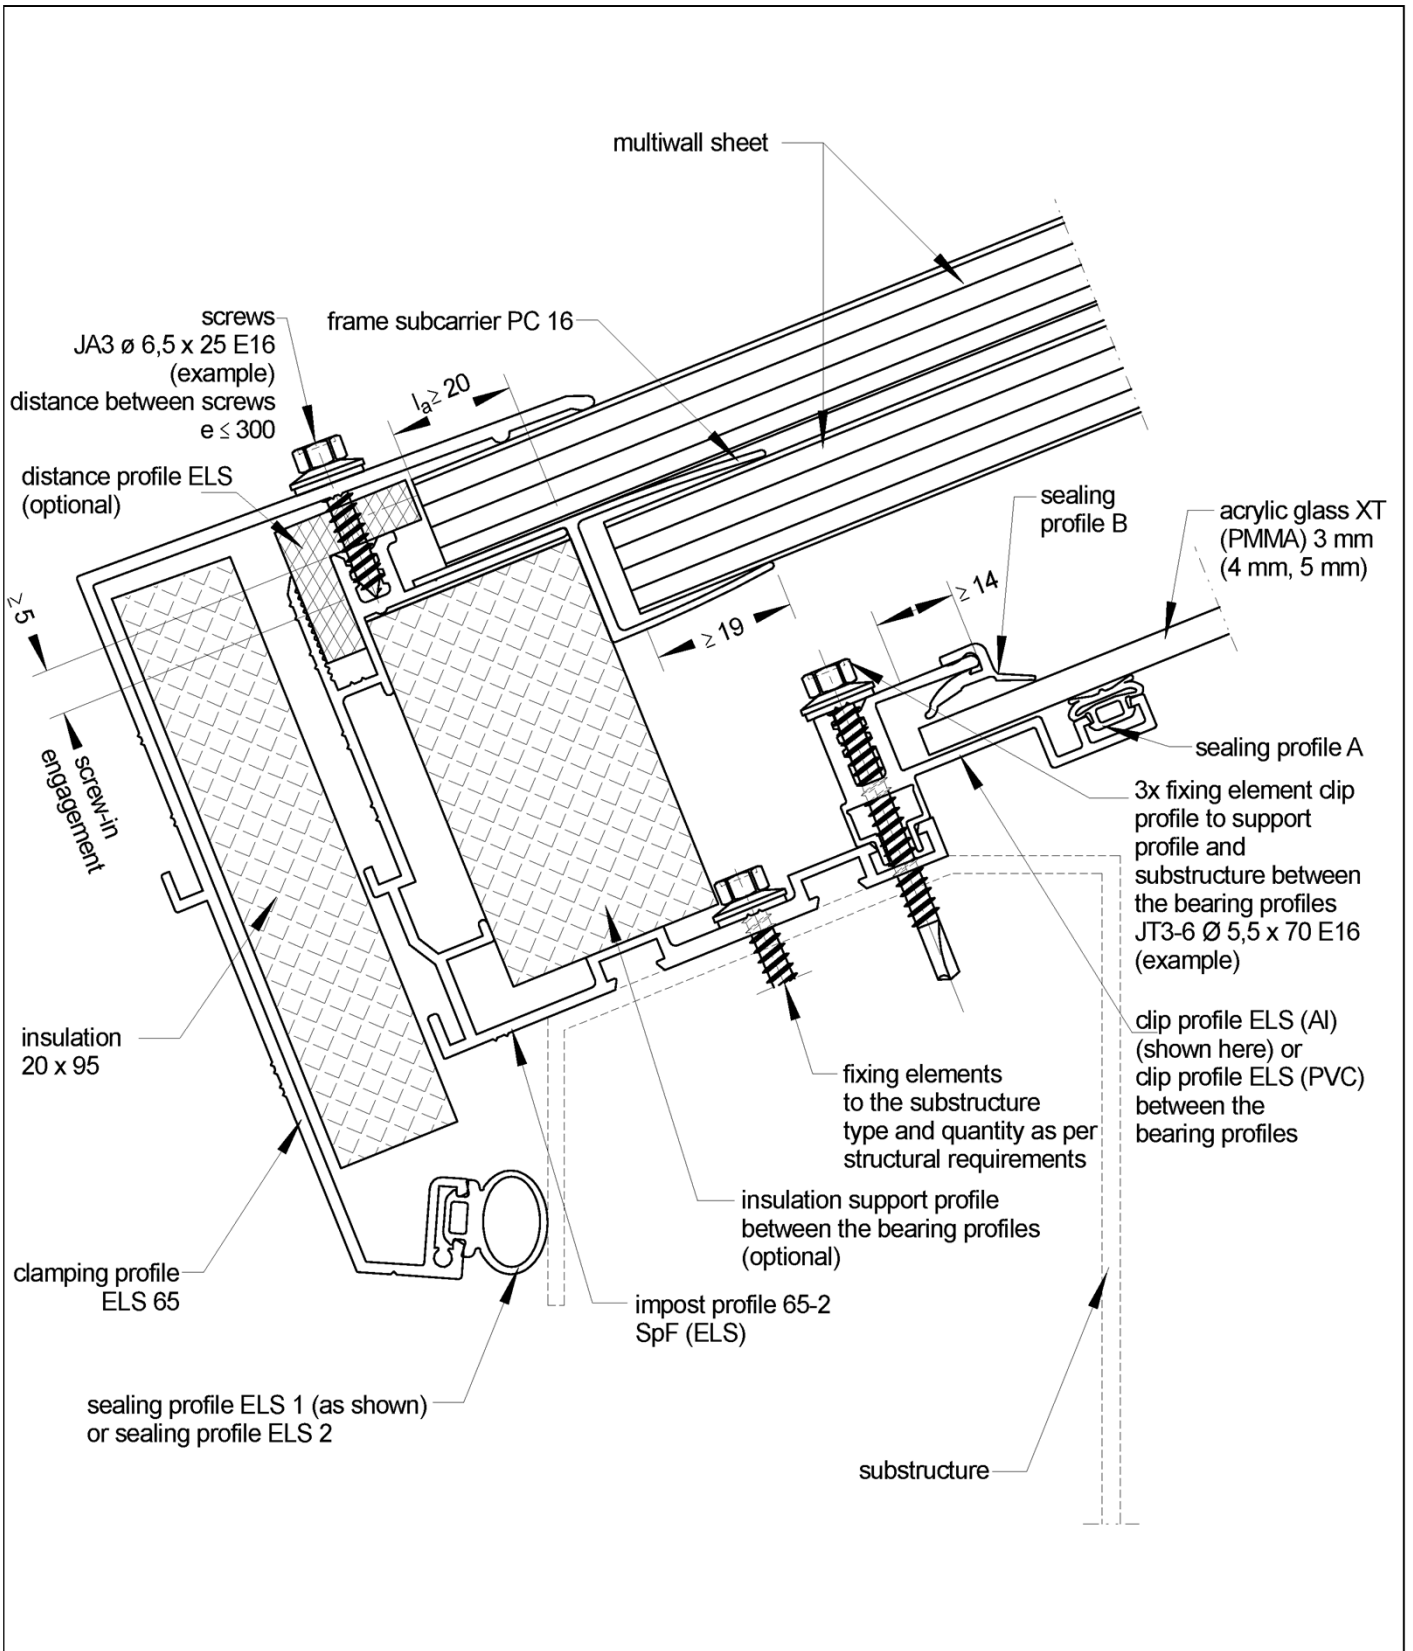 multiwall sheet
screws
JA3 ø 6,5 x 25 E16
(example)
distance between screws
e ≤ 300
frame subcarrier PC 16
la≥ 20
distance profile ELS
(optional)
sealing
profile B
acrylic glass XT
(PMMA) 3 mm
(4 mm, 5 mm)
≥ 14
≥ 5
≥ 19
screw-in
engagement
sealing profile A
3x fixing element clip
profile to support
profile and
substructure between
the bearing profiles
JT3-6 Ø 5,5 x 70 E16
(example)
insulation
20 x 95
clip profile ELS (Al)
(shown here) or
clip profile ELS (PVC)
between the
bearing profiles
fixing elements
to the substructure
type and quantity as per
structural requirements
insulation support profile
between the bearing profiles
(optional)
clamping profile
ELS 65
impost profile 65-2
SpF (ELS)
sealing profile ELS 1 (as shown)
or sealing profile ELS 2
substructure